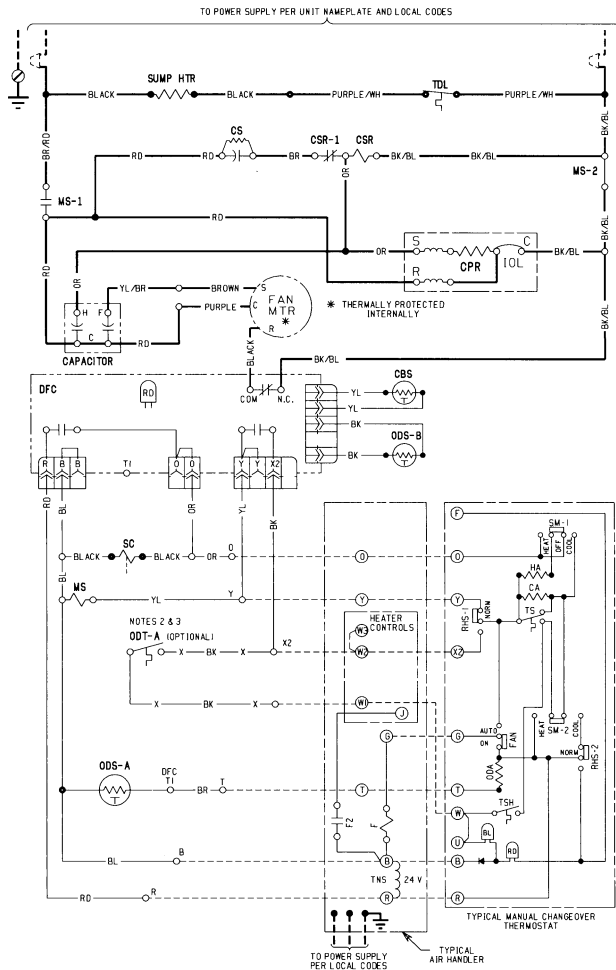 TO POWER SUPPLY PER UNIT NAMEPLATE AND LOCAL CODES
SUMP HTR
TDL
BLACK BLACK PURPLE/WH PURPLE/WH
BR/RD
BK/BL
CS
CSR-1 CSR
RD RD BR BK/BL BK/BL
MS-1
MS-2
OR
RD
BK/BL
RD
S
OR
CPR
IOL
C
BK/BL
R
OR
YL/BR BROWN
S
PURPLE C
FAN
MTR
*
R
* THERMALLY PROTECTED
INTERNALLY
H F
C
RD
CAPACITOR
BLACK
BK/BL
DFC
RD
COM N.C.
CBS
YL
YL
BK
ODS-B
BK
R B B
T1
O O
Y Y X2
RD
BL
OR
YL
BK
SC
BLACK BLACK OR O
O
O
BL
MS
YL Y
Y
Y
NOTES 2 & 3
ODT-A (OPTIONAL)
X BK X X2
X BK X
HEATER
CONTROLS
W3
W2
W1
J
X2
F
SM-1
HEAT
OFF
COOL
HA
CA
TS
RHS-1
NORM
G
G
AUTO
ON
FAN
HEAT
SM-2
COOL
NORM
RHS-2
ODA
ODS-A
DFC
T1
BR T
T
T
W
TSH
U
BL
RD
F2
F
BL B
B
B
TNS 24 V
RD R
R
R
TYPICAL MANUAL CHANGEOVER
THERMOSTAT
TYPICAL
AIR HANDLER
TO POWER SUPPLY
PER LOCAL CODES